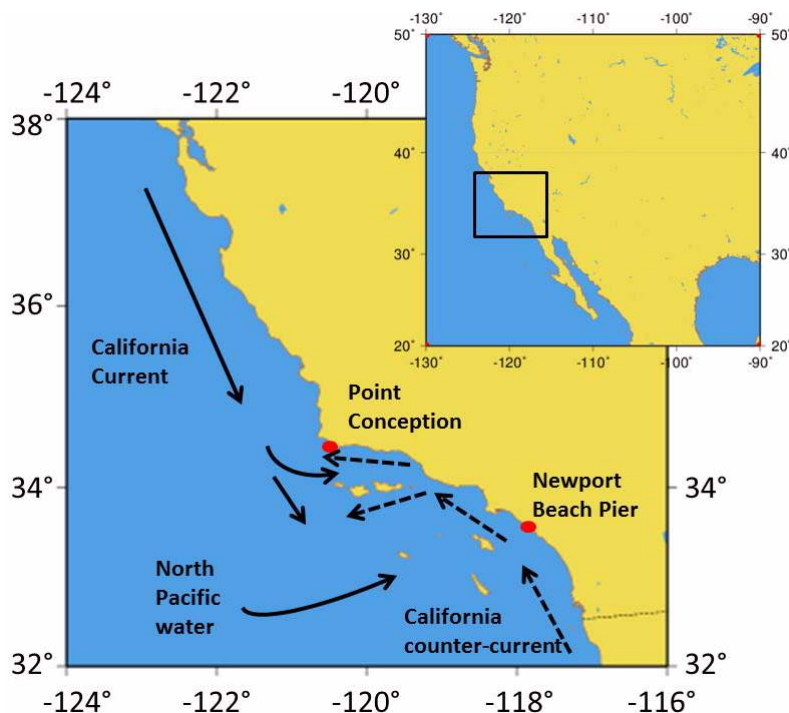 -130˚
-120˚
-110˚
-100˚
-90˚
50˚
50˚
40˚
40˚
30˚
30˚
20˚
20˚
-130˚
-120˚
-110˚
-100˚
-90˚
-124°
-122°
-120°
38°
36°
34°
34°
32°
32°
California
Current
Point
Conception
Newport
Beach Pier
North
Pacific
water
California
counter-current
-124°
-122°
-120°
-118°
-116°